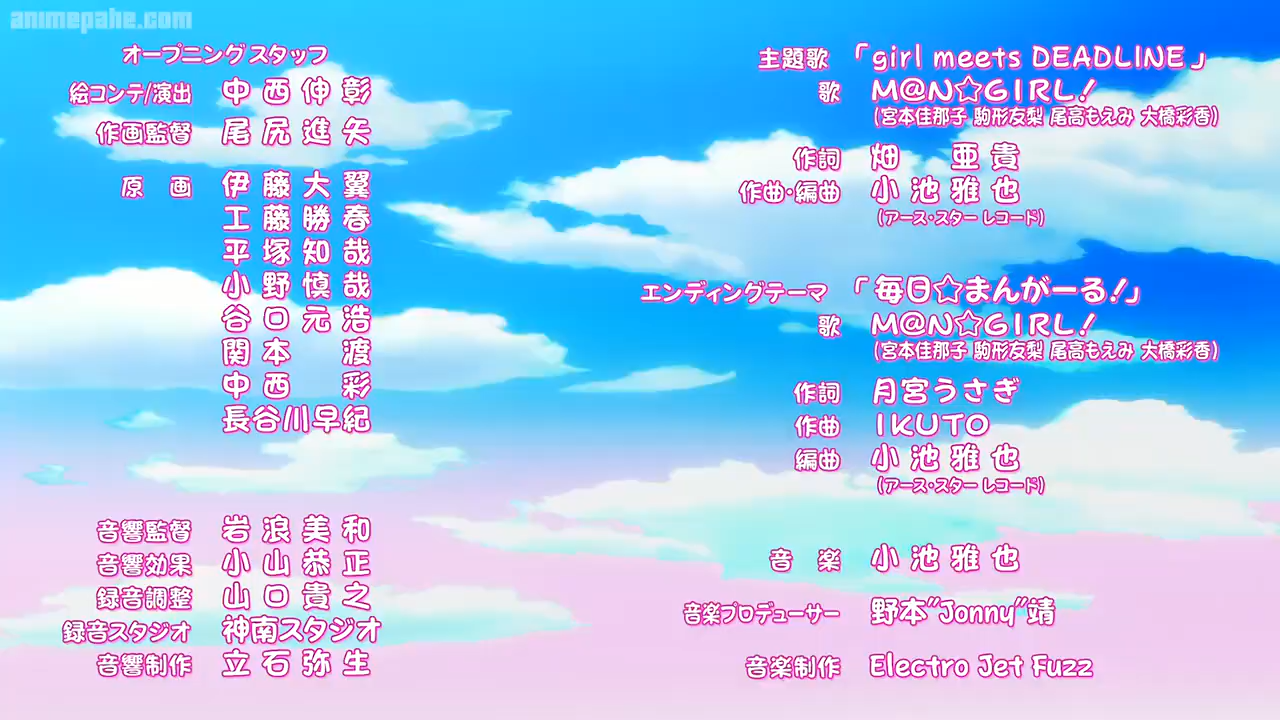 animepahe.com
オープニングスタッフ
絵コンテ/演出 中西伸彰
作画監督 尾尻進矢
原画 伊藤大翼
工藤勝春
平塚知哉
小野慎哉
谷口元浩
関本渡
中西彩
長谷川早紀
音響監督 岩浪美和
音響効果 小山恭正
録音調整 山口貴之
録音スタジオ 神南スタジオ
音響制作 立石弥生
主題歌 「girl meets DEADLINE」
歌 M@N☆GIRL!
(宮本佳那子 駒形友梨 尾高もえみ 大橋彩香)
作詞 畑亜貴
作曲・編曲 小池雅也
(アース・スター レコード)
エンディングテーマ 「毎日☆まんがーる!」
歌 M@N☆GIRL!
(宮本佳那子 駒形友梨 尾高もえみ 大橋彩香)
作詞 月宮うさぎ
作曲 IKUTO
編曲 小池雅也
(アース・スター レコード)
音楽 小池雅也
音楽プロデューサー 野本"Jonny"靖
音楽制作 Electro Jet Fuzz